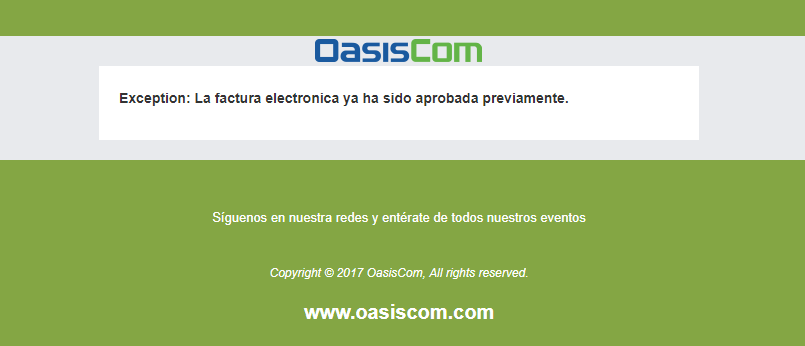 OasisCom
Exception: La factura electronica ya ha sido aprobada previamente.
Síguenos en nuestra redes y entérate de todos nuestros eventos
Copyright © 2017 OasisCom, All rights reserved.
www.oasiscom.com